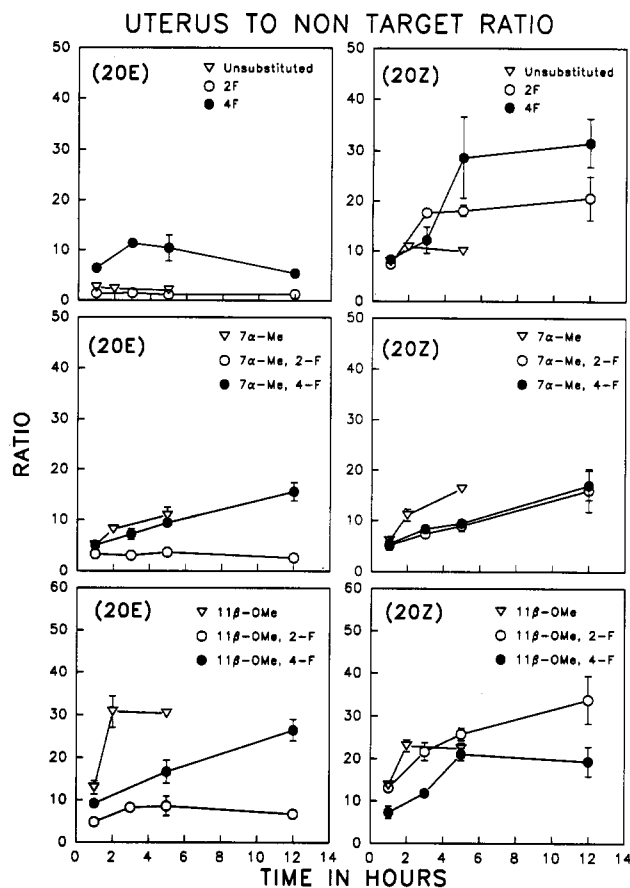 UTERUS TO NON TARGET RATIO
50
40
30
20
10
0
(20E)
Unsubstituted
2F
4F
50
40
30
20
10
0
(20Z)
Unsubstituted
2F
4F
RATIO
50
40
30
20
10
0
(20E)
7α-Me
7α-Me, 2-F
7α-Me, 4-F
50
40
30
20
10
0
(20Z)
7α-Me
7α-Me, 2-F
7α-Me, 4-F
60
50
40
30
20
10
0
(20E)
11β-OMe
11β-OMe, 2-F
11β-OMe, 4-F
0 2 4 6 8 10 12 14
60
50
40
30
20
10
0
(20Z)
11β-OMe
11β-OMe, 2-F
11β-OMe, 4-F
0 2 4 6 8 10 12 14
TIME IN HOURS